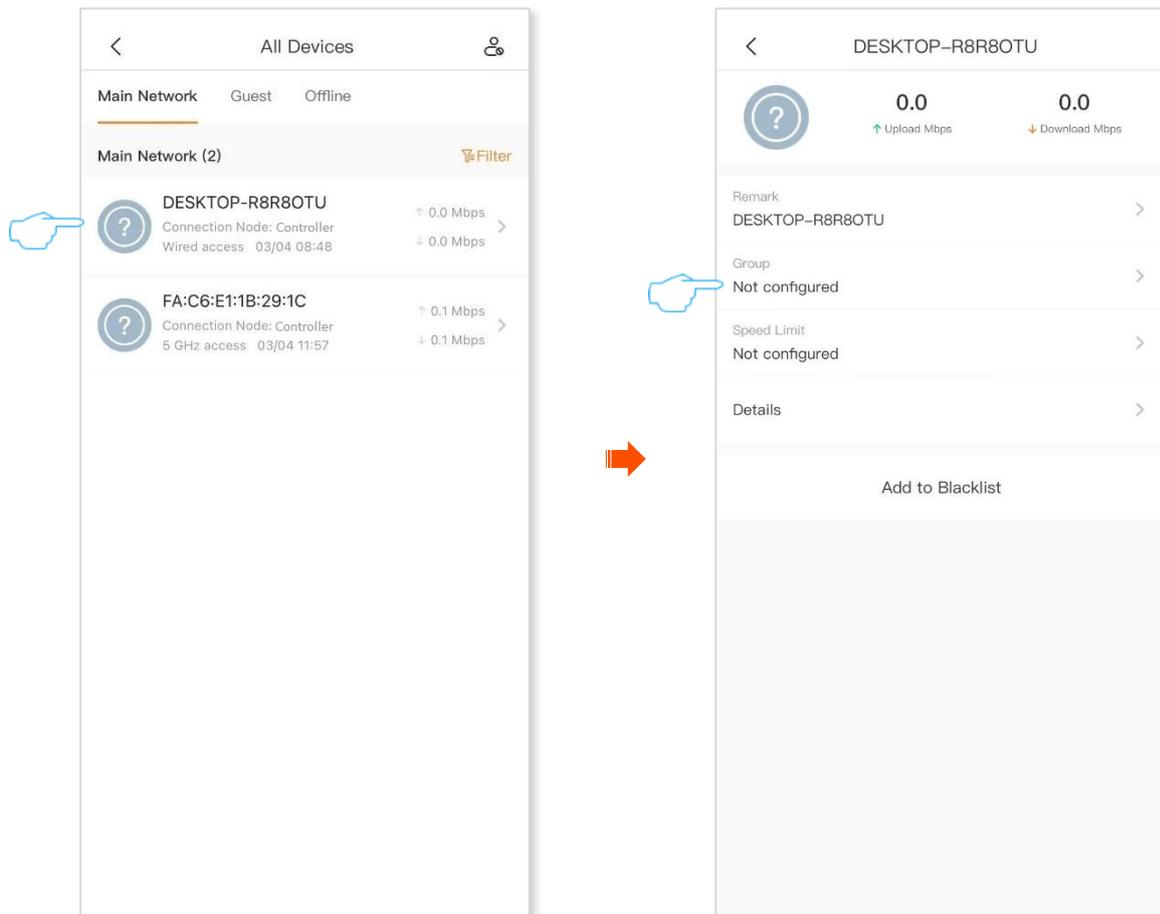 All Devices
Main Network Guest Offline
Main Network (2) Filter
DESKTOP-R8R8OTU
Connection Node: Controller
Wired access 03/04 08:48
↑ 0.0 Mbps
↓ 0.0 Mbps
FA:C6:E1:1B:29:1C
Connection Node: Controller
5 GHz access 03/04 11:57
↑ 0.1 Mbps
↓ 0.1 Mbps
DESKTOP-R8R8OTU
0.0
↑ Upload Mbps
0.0
↓ Download Mbps
Remark
DESKTOP-R8R8OTU
Group
Not configured
Speed Limit
Not configured
Details
Add to Blacklist